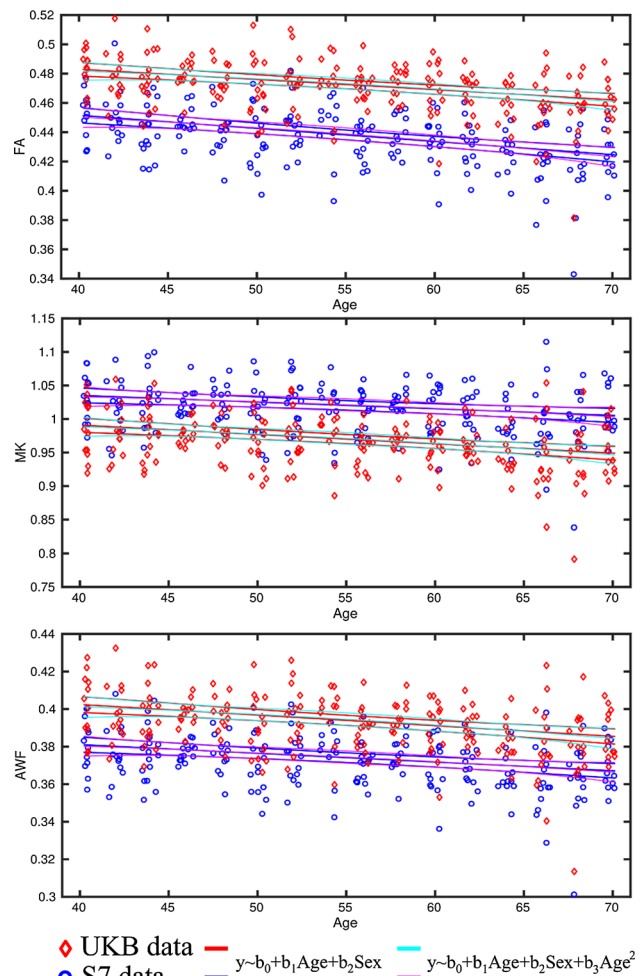 0.52
0.5
0.48
0.46
0.44
0.42
0.4
0.38
0.36
0.34
FA
40 45 50 55 60 65 70
Age
1.15
1.1
1.05
1
0.95
0.9
0.85
0.8
0.75
MK
40 45 50 55 60 65 70
Age
0.44
0.42
0.4
0.38
0.36
0.34
0.32
0.3
AWF
40 45 50 55 60 65 70
Age
UKB data y~b₀+b₁Age+b₂Sex y~b₀+b₁Age+b₂Sex+b₃Age²
S7 data